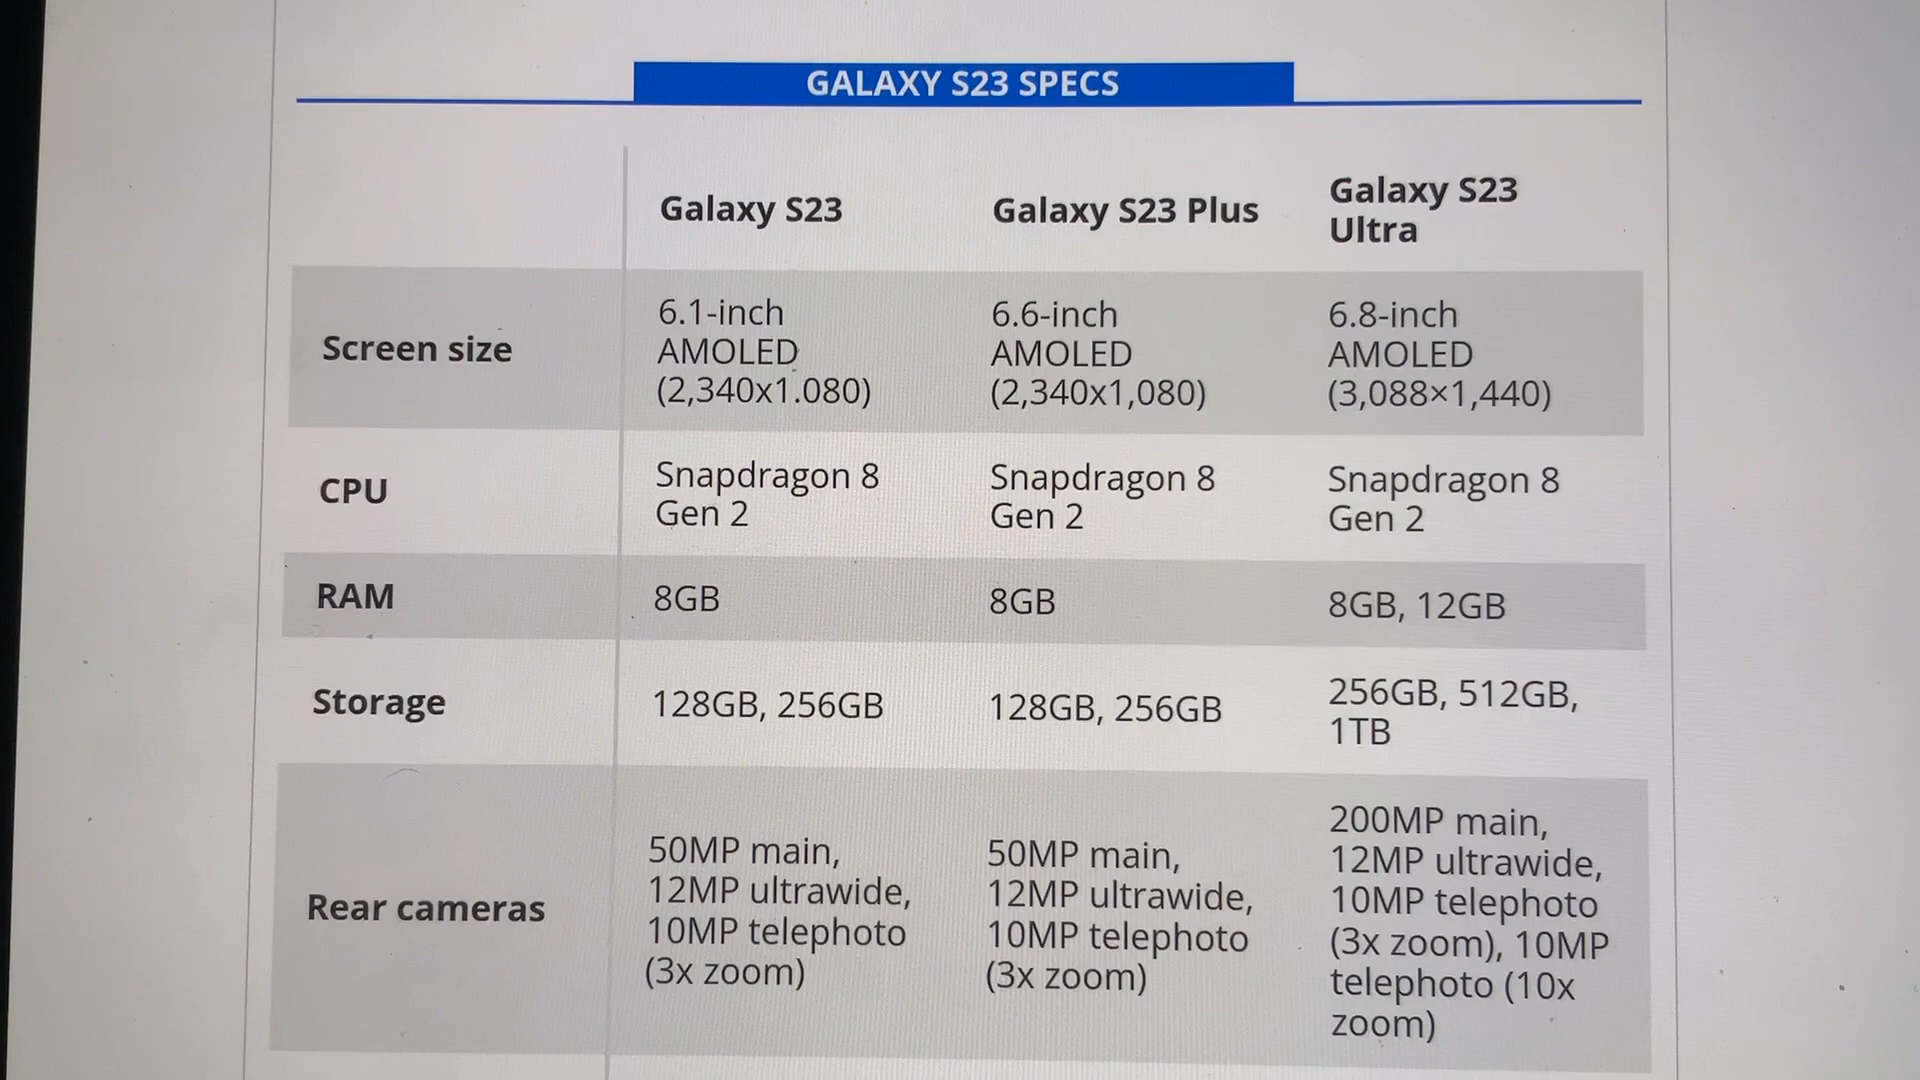 GALAXY S23 SPECS
Galaxy S23
Galaxy S23 Plus
Galaxy S23
Ultra
Screen size
6.1-inch
AMOLED
(2,340x1.080)
6.6-inch
AMOLED
(2,340x1,080)
6.8-inch
AMOLED
(3,088×1,440)
CPU
Snapdragon 8
Gen 2
Snapdragon 8
Gen 2
Snapdragon 8
Gen 2
RAM
8GB
8GB
8GB, 12GB
Storage
128GB, 256GB
128GB, 256GB
256GB, 512GB,
1TB
Rear cameras
50MP main,
12MP ultrawide,
10MP telephoto
(3x zoom)
50MP main,
12MP ultrawide,
10MP telephoto
(3x zoom)
200MP main,
12MP ultrawide,
10MP telephoto
(3x zoom), 10MP
telephoto (10x
zoom)